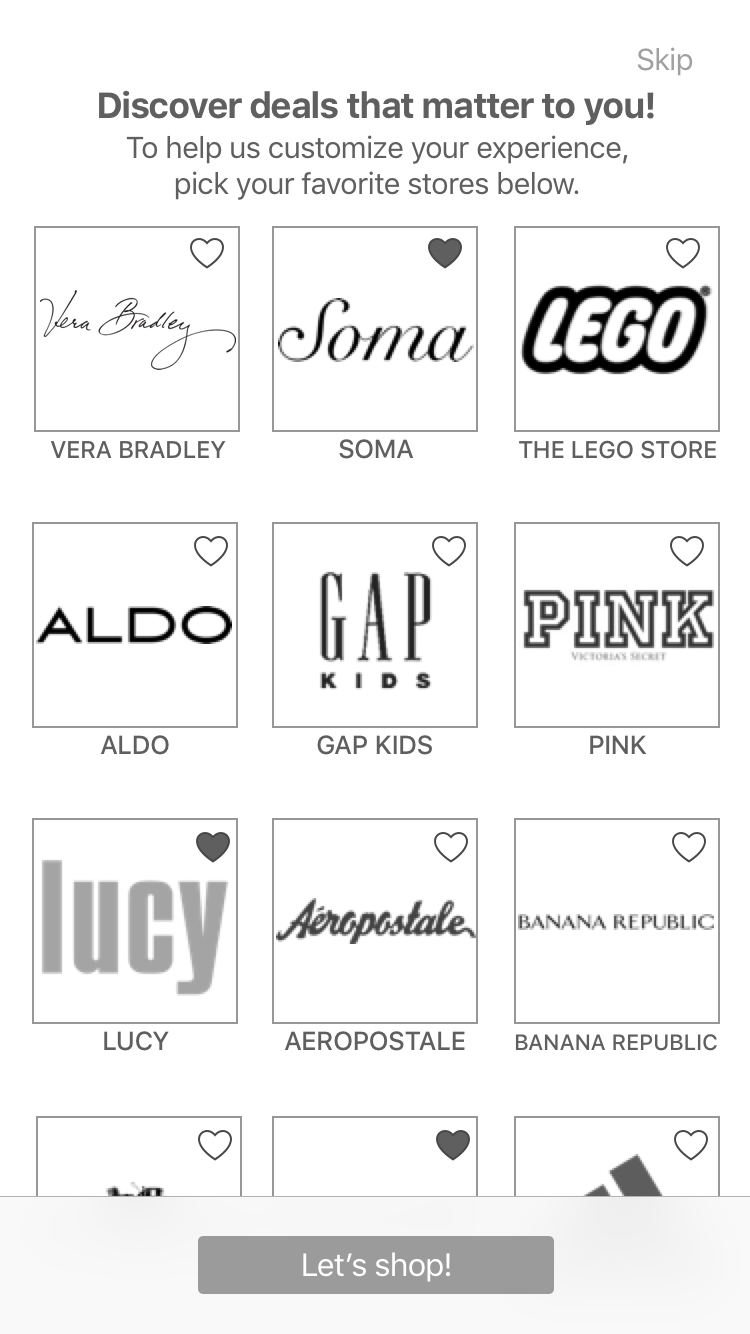 Skip
Discover deals that matter to you!
To help us customize your experience,
pick your favorite stores below.
Vera Bradley
Soma
LEGO®
VERA BRADLEY
SOMA
THE LEGO STORE
ALDO
GAP
KIDS
PINK
VICTORIA'S SECRET
ALDO
GAP KIDS
PINK
lucy
Aéropostale
BANANA REPUBLIC
LUCY
AEROPOSTALE
BANANA REPUBLIC
Let’s shop!